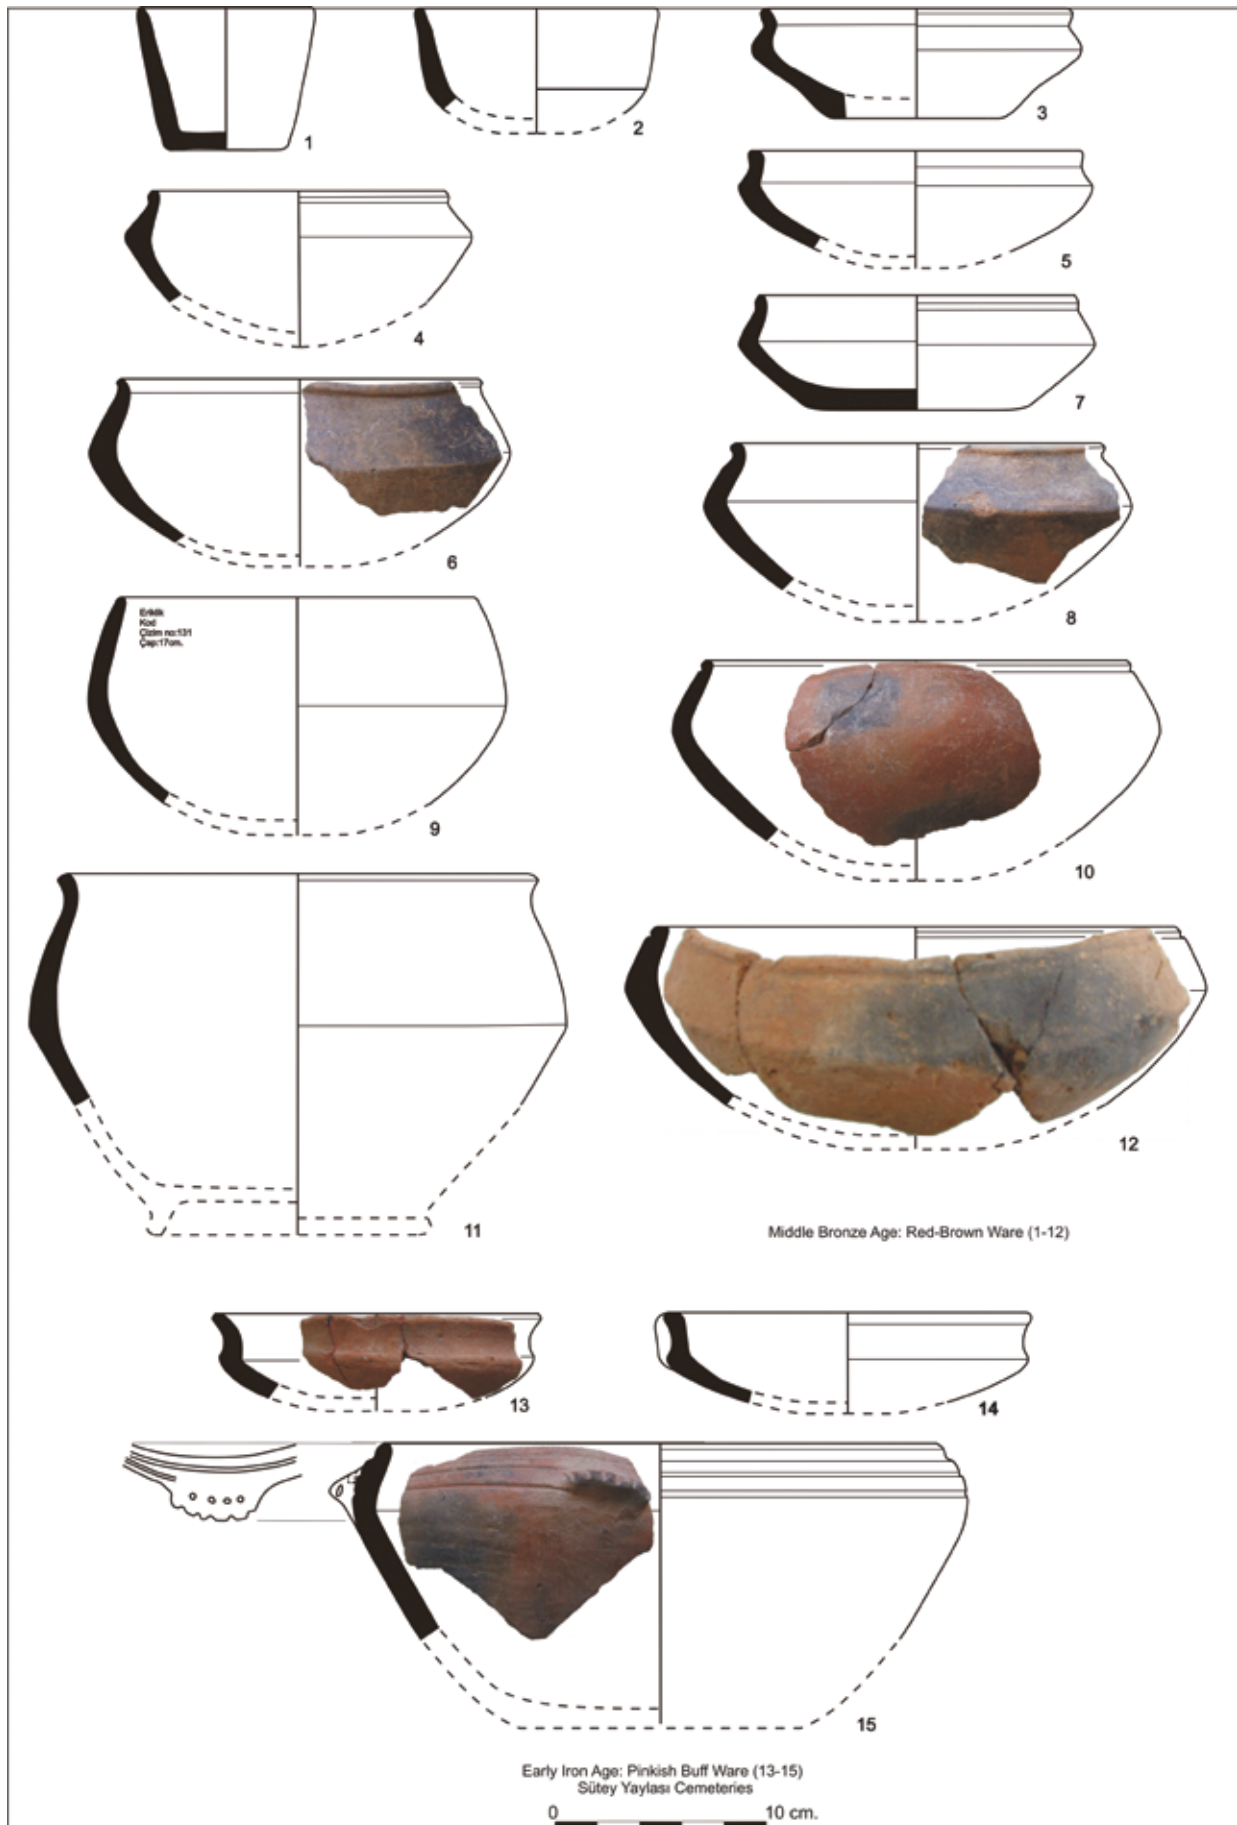 1
2
3
4
5
6
7
8
Eriklik
Kod
Çizim no:131
Çap:17cm.
9
10
11
12
Middle Bronze Age: Red-Brown Ware (1-12)
13
14
15
Early Iron Age: Pinkish Buff Ware (13-15)
Sütey Yaylası Cemeteries
0 10 cm.